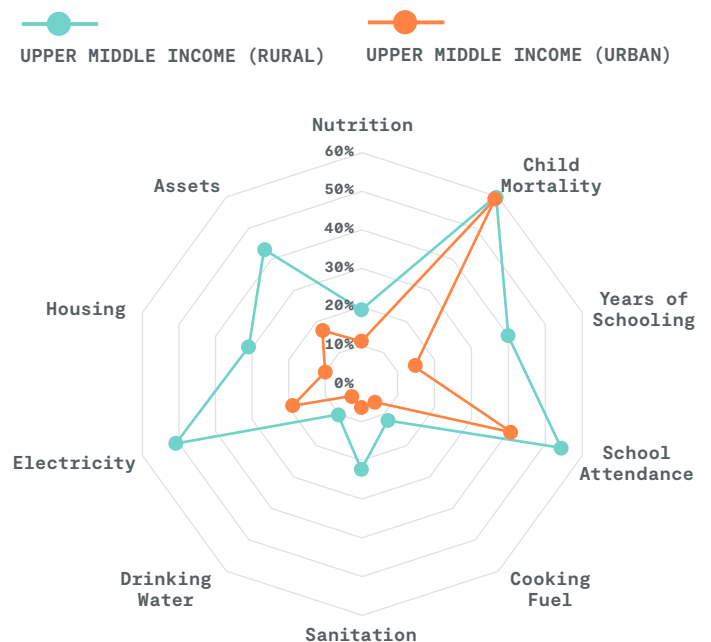 UPPER MIDDLE INCOME (RURAL)
UPPER MIDDLE INCOME (URBAN)
Nutrition
60%
Child
Mortality
Assets
50%
40%
30%
Housing
Years of
Schooling
20%
10%
0%
Electricity
School
Attendance
Drinking
Water
Cooking
Fuel
Sanitation